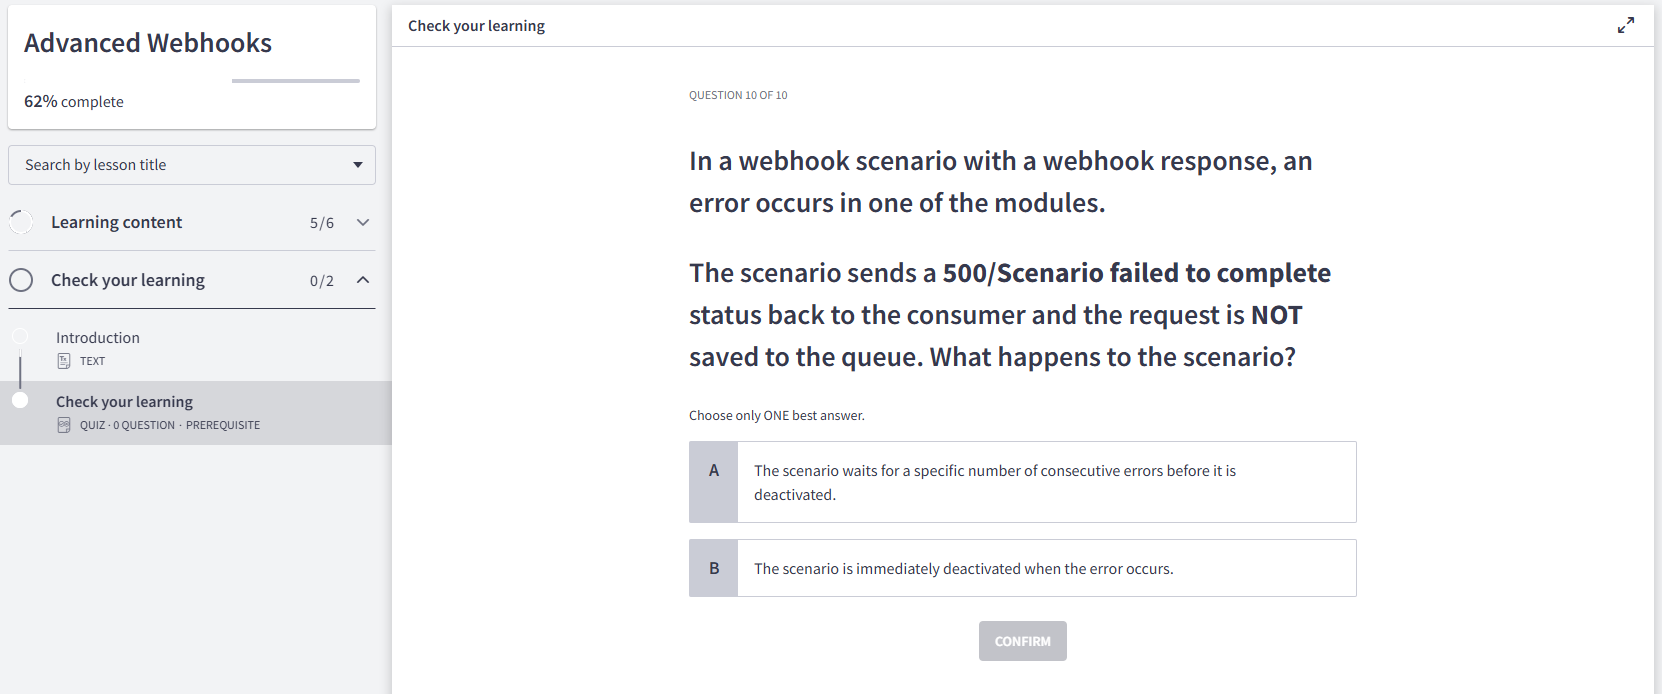 Advanced Webhooks
62% complete
Search by lesson title
Learning content 5/6
Check your learning 0/2
Introduction
TEXT
Check your learning
QUIZ · 0 QUESTION · PREREQUISITE
Check your learning
QUESTION 10 OF 10
In a webhook scenario with a webhook response, an
error occurs in one of the modules.
The scenario sends a 500/Scenario failed to complete
status back to the consumer and the request is NOT
saved to the queue. What happens to the scenario?
Choose only ONE best answer.
A The scenario waits for a specific number of consecutive errors before it is
deactivated.
B The scenario is immediately deactivated when the error occurs.
CONFIRM